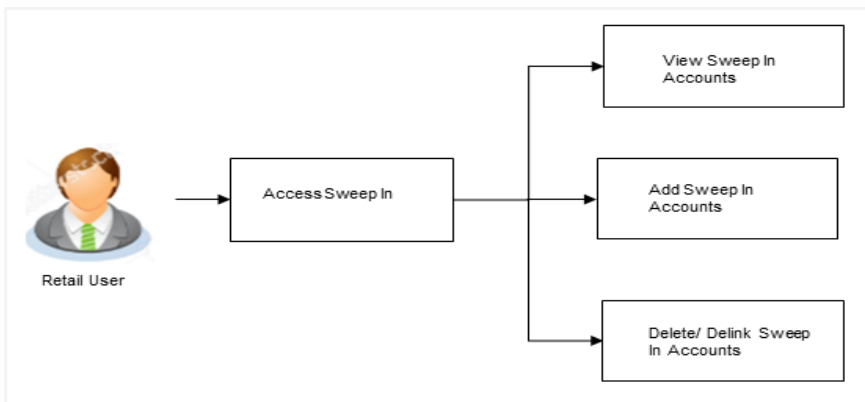 View Sweep In
Accounts
Access Sweep In
Add Sweep In
Accounts
Retail User
Delete/ Delink Sweep
In Accounts